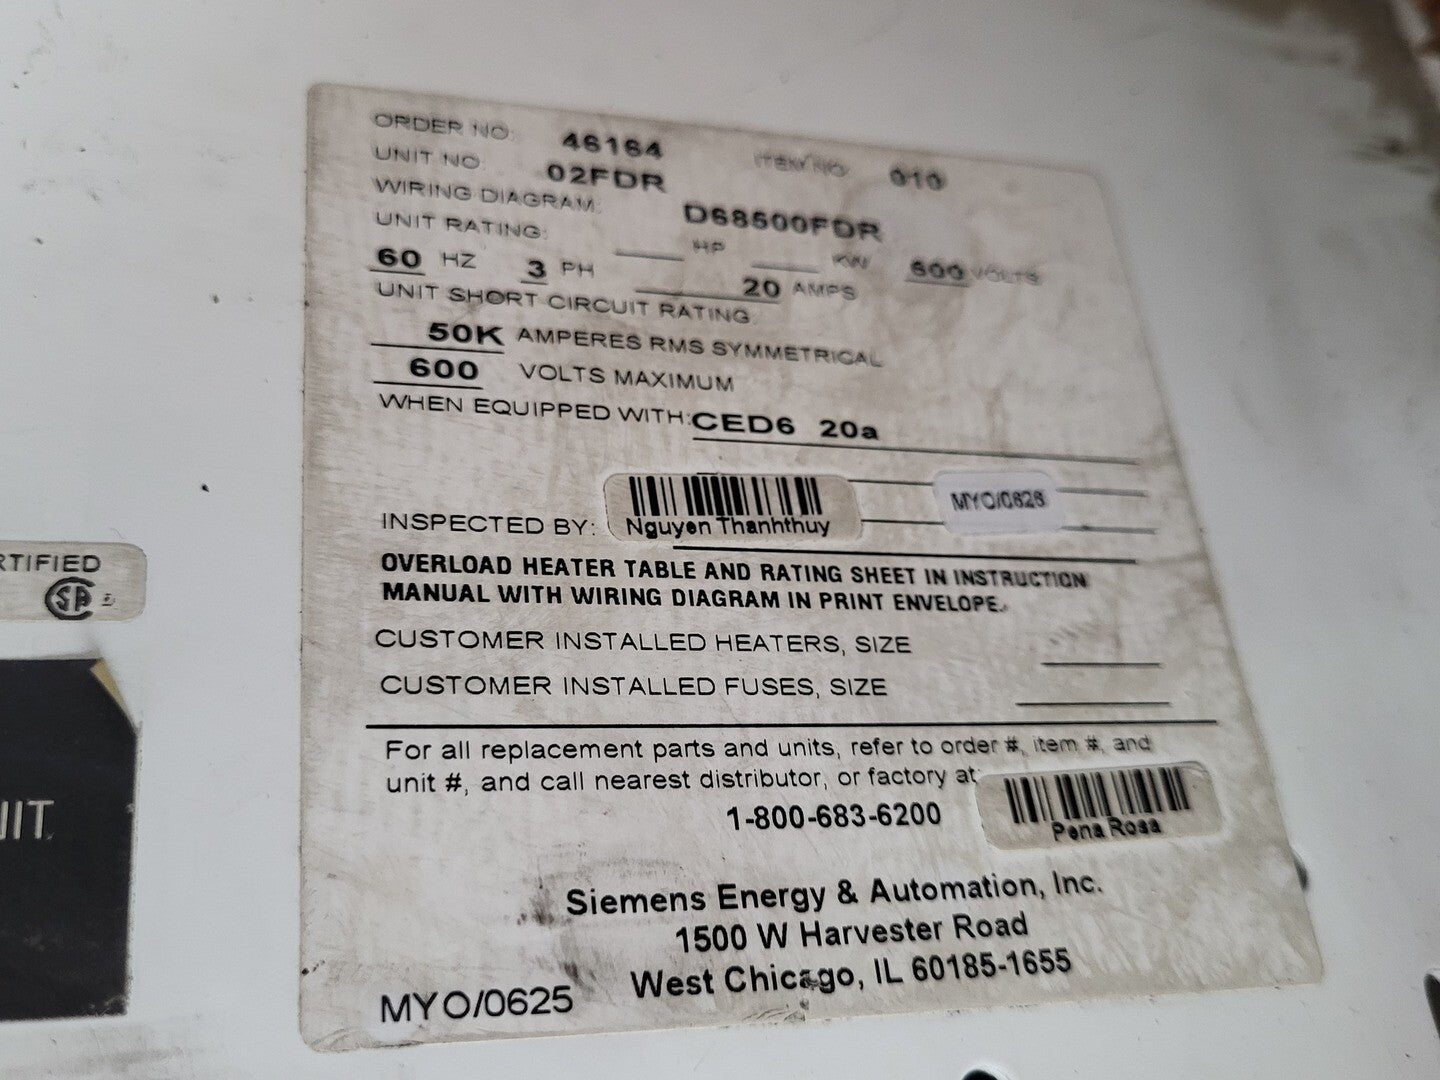 ORDER NO: 46164 ITEM NO: 010
UNIT NO: 02FDR
WIRING DIAGRAM: D68500FDR
UNIT RATING: HP KW 600 VOLTS
60 HZ 3 PH 20 AMPS
UNIT SHORT CIRCUIT RATING
50K AMPERES RMS SYMMETRICAL
600 VOLTS MAXIMUM
WHEN EQUIPPED WITH: CED6 20a
MYO/0626
INSPECTED BY: Nguyen Thanhthuy
OVERLOAD HEATER TABLE AND RATING SHEET IN INSTRUCTION
MANUAL WITH WIRING DIAGRAM IN PRINT ENVELOPE.
CUSTOMER INSTALLED HEATERS, SIZE
CUSTOMER INSTALLED FUSES, SIZE
For all replacement parts and units, refer to order #, item #, and
unit #, and call nearest distributor, or factory at
1-800-683-6200
Pena Rosa
Siemens Energy & Automation, Inc.
1500 W Harvester Road
West Chicago, IL 60185-1655
MYO/0625
RTIFIED
SA
NIT